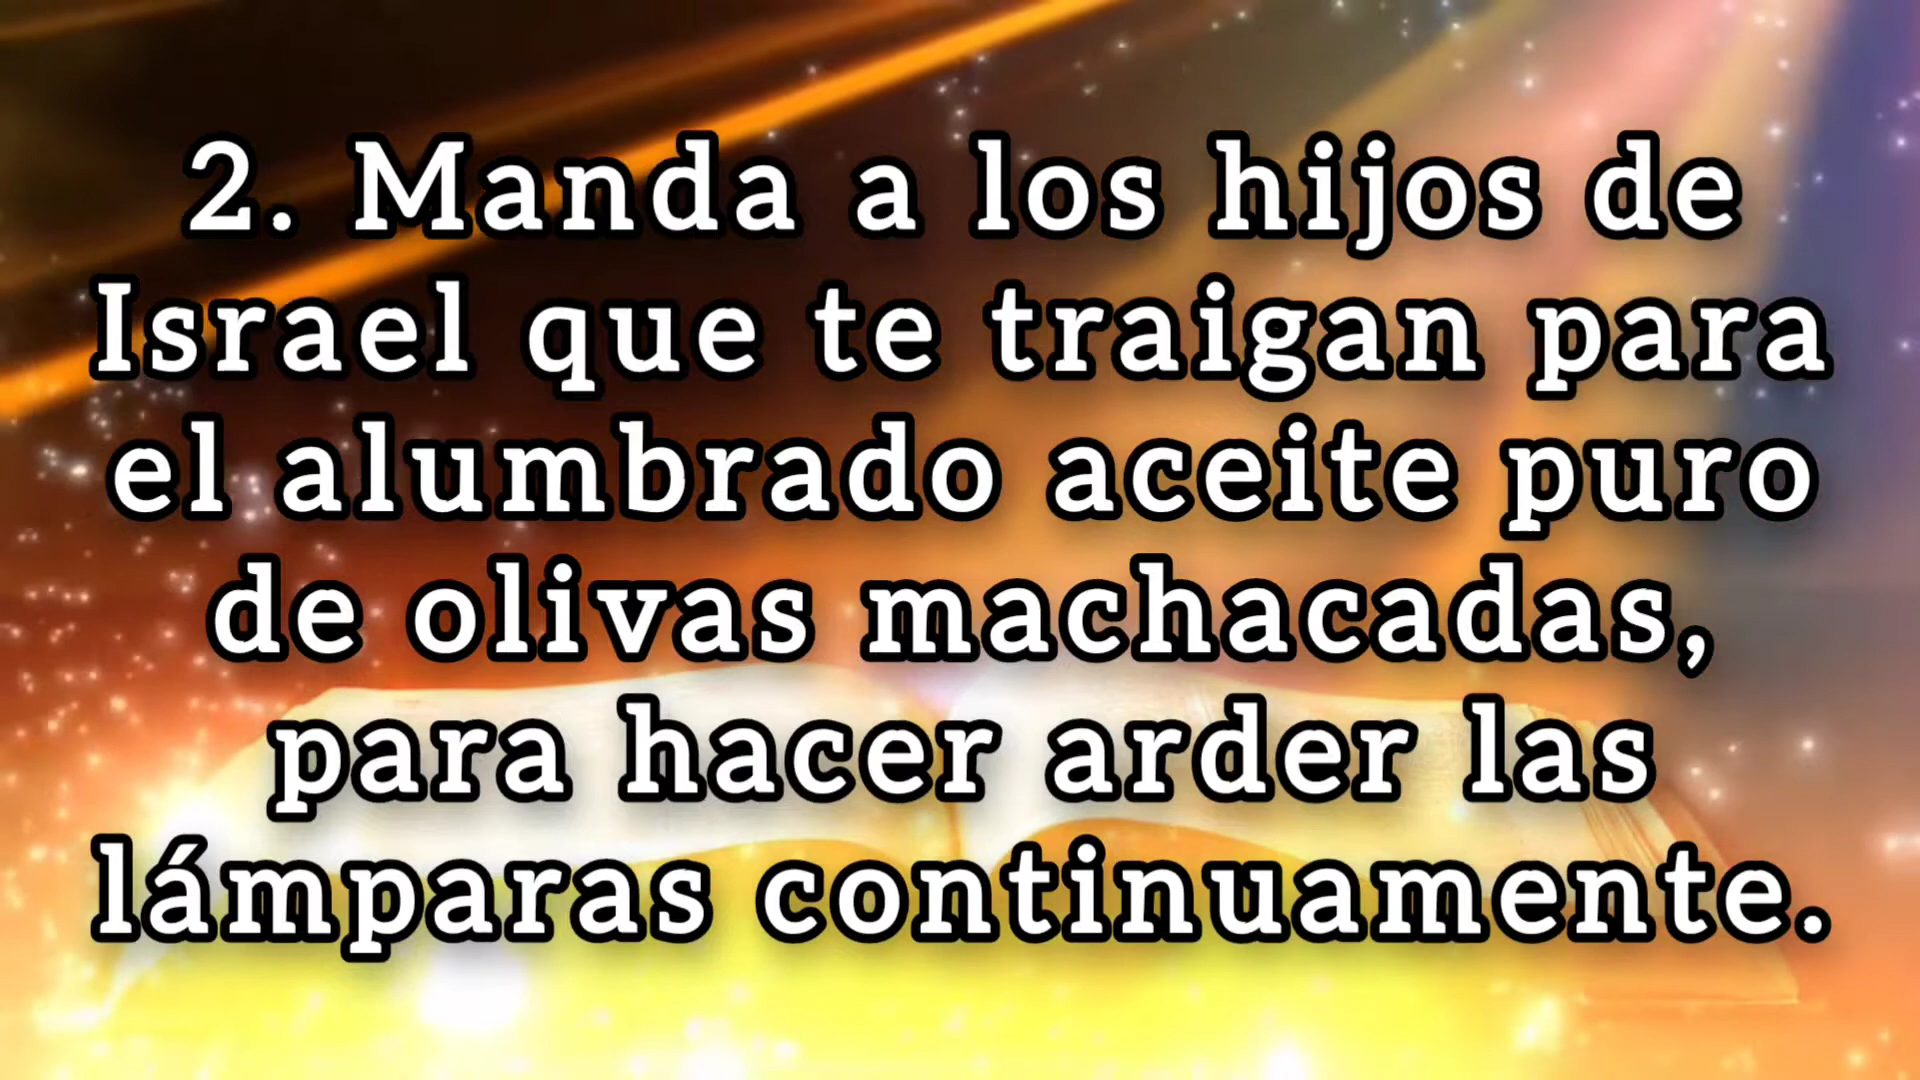 2. Manda a los hijos de
Israel que te traigan para
el alumbrado aceite puro
de olivas machacadas,
para hacer arder las
lámparas continuamente.